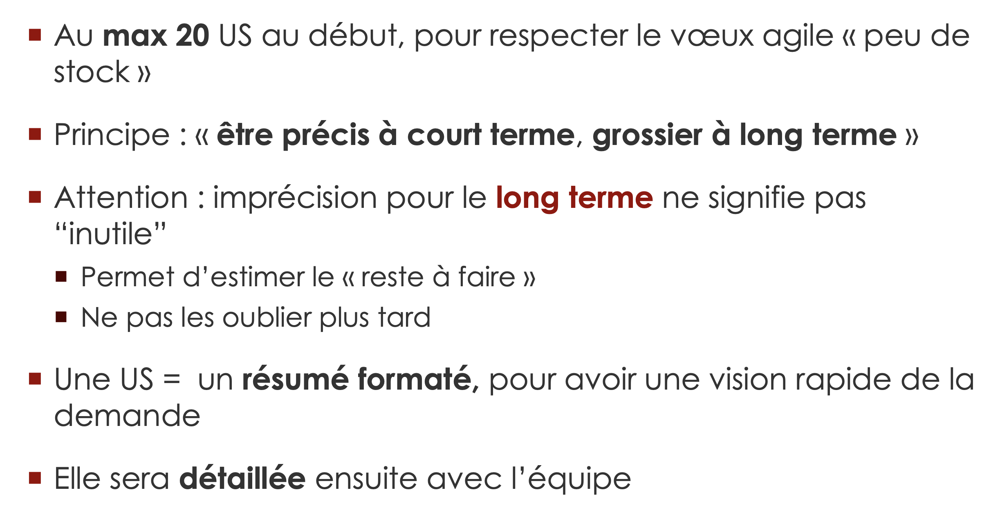 Au max 20 US au début, pour respecter le vœux agile « peu de
stock »
Principe : « être précis à court terme, grossier à long terme »
Attention : imprécision pour le long terme ne signifie pas
“inutile”
Permet d’estimer le « reste à faire »
Ne pas les oublier plus tard
Une US =  un résumé formaté, pour avoir une vision rapide de la
demande
Elle sera détaillée ensuite avec l’équipe